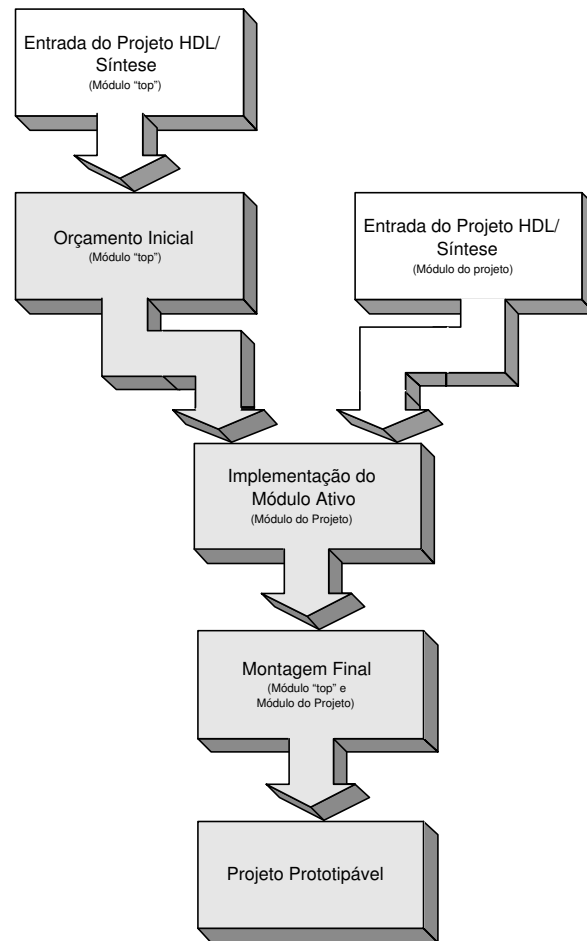 Entrada do Projeto HDL/
Síntese
(Módulo “top”)
Orçamento Inicial
(Módulo “top”)
Entrada do Projeto HDL/
Síntese
(Módulo do projeto)
Implementação do
Módulo Ativo
(Módulo do Projeto)
Montagem Final
(Módulo “top” e
Módulo do Projeto)
Projeto Prototipável